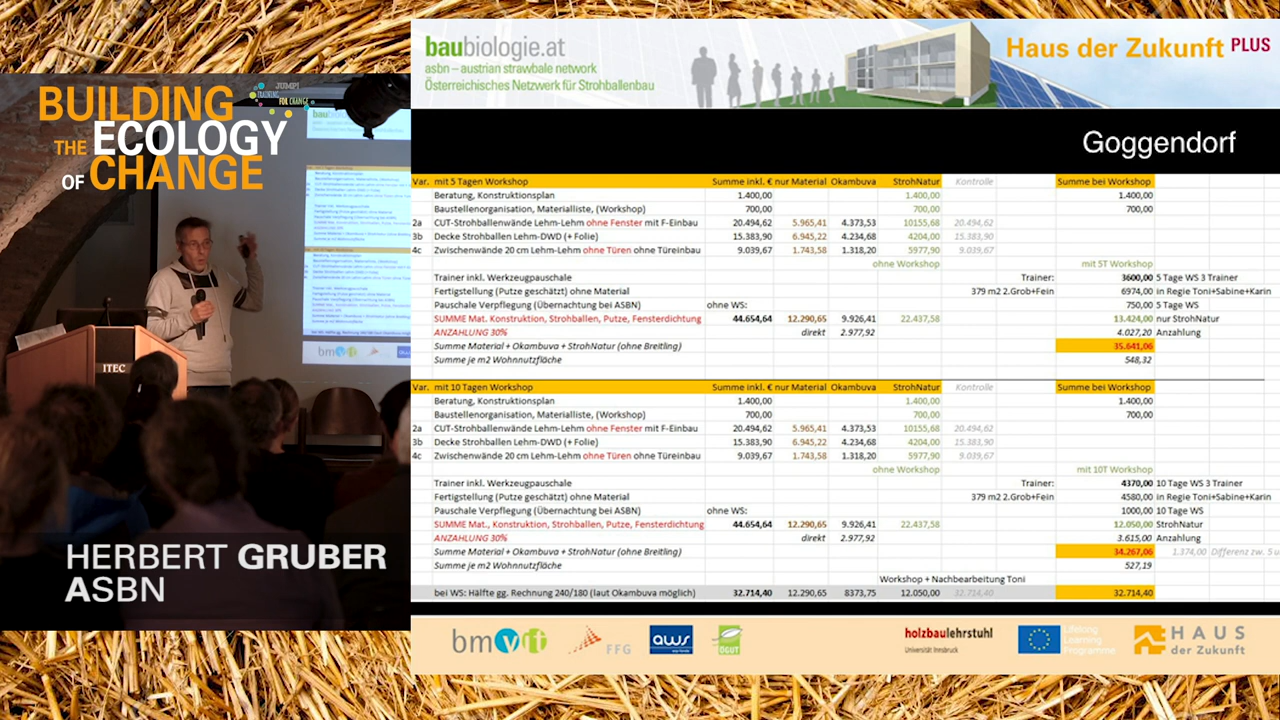 BUILDING
THE ECOLOGY
OF CHANGE
JUMP!
TRAINING
FOR CHANGE
ITEC
HERBERT GRUBER
ASBN
baubiologie.at
asbn – austrian strawbale network
Österreichisches Netzwerk für Strohballenbau
Haus der Zukunft PLUS
Goggendorf
Var. mit 5 Tagen Workshop Summe inkl. € nur Material Okambuva StrohNatur Kontrolle Summe bei Workshop
Beratung, Konstruktionsplan 1.400,00 1.400,00 1.400,00
Baustellenorganisation, Materialliste, (Workshop) 700,00 700,00 700,00
2a CUT-Strohballenwände Lehm-Lehm ohne Fenster mit F-Einbau 20.494,62 5.965,41 4.373,53 10155,68 20.494,62
3b Decke Strohballen Lehm-DWD (+ Folie) 15.383,90 6.945,22 4.234,68 4204,00 15.383,90
4c Zwischenwände 20 cm Lehm-Lehm ohne Türen ohne Türeinbau 9.039,67 1.743,58 1.318,20 5977,90 9.039,67
ohne Workshop mit 5T Workshop
Trainer inkl. Werkzeugpauschale Trainer: 3600,00 5 Tage WS 3 Trainer
Fertigstellung (Putze geschätzt) ohne Material 379 m2 2.Grob+Fein 6974,00 in Regie Toni+Sabine+Karin
Pauschale Verpflegung (Übernachtung bei ASBN) ohne WS: 750,00 5 Tage WS
SUMME Mat. Konstruktion, Strohballen, Putze, Fensterdichtung 44.654,64 12.290,65 9.926,41 22.437,58 13.424,00 nur StrohNatur
ANZAHLUNG 30% direkt 2.977,92 4.027,20 Anzahlung
Summe Material + Okambuva + StrohNatur (ohne Breitling) 35.641,06
Summe je m2 Wohnnutzfläche 548,32
Var. mit 10 Tagen Workshop Summe inkl. € nur Material Okambuva StrohNatur Kontrolle Summe bei Workshop
Beratung, Konstruktionsplan 1.400,00 1.400,00 1.400,00
Baustellenorganisation, Materialliste, (Workshop) 700,00 700,00 700,00
2a CUT-Strohballenwände Lehm-Lehm ohne Fenster mit F-Einbau 20.494,62 5.965,41 4.373,53 10155,68 20.494,62
3b Decke Strohballen Lehm-DWD (+ Folie) 15.383,90 6.945,22 4.234,68 4204,00 15.383,90
4c Zwischenwände 20 cm Lehm-Lehm ohne Türen ohne Türeinbau 9.039,67 1.743,58 1.318,20 5977,90 9.039,67
ohne Workshop mit 10T Workshop
Trainer inkl. Werkzeugpauschale Trainer: 4370,00 10 Tage WS 3 Trainer
Fertigstellung (Putze geschätzt) ohne Material 379 m2 2.Grob+Fein 4580,00 in Regie Toni+Sabine+Karin
Pauschale Verpflegung (Übernachtung bei ASBN) ohne WS: 1000,00 10 Tage WS
SUMME Mat., Konstruktion, Strohballen, Putze, Fensterdichtung 44.654,64 12.290,65 9.926,41 22.437,58 12.050,00 StrohNatur
ANZAHLUNG 30% direkt 2.977,92 3.615,00 Anzahlung
Summe Material + Okambuva + StrohNatur (ohne Breitling) 34.267,06 1.374,00 Differenz zw. 5 u
Summe je m2 Wohnnutzfläche 527,19
Workshop + Nachbearbeitung Toni
bei WS: Hälfte gg. Rechnung 240/180 (laut Okambuva möglich) 32.714,40 12.290,65 8373,75 12.050,00 32.714,40 32.714,40
bmvit FFG aws ÖGUT holzbaulehrstuhl
Universität Innsbruck
Lifelong
Learning
Programme
HAUS
der Zukunft